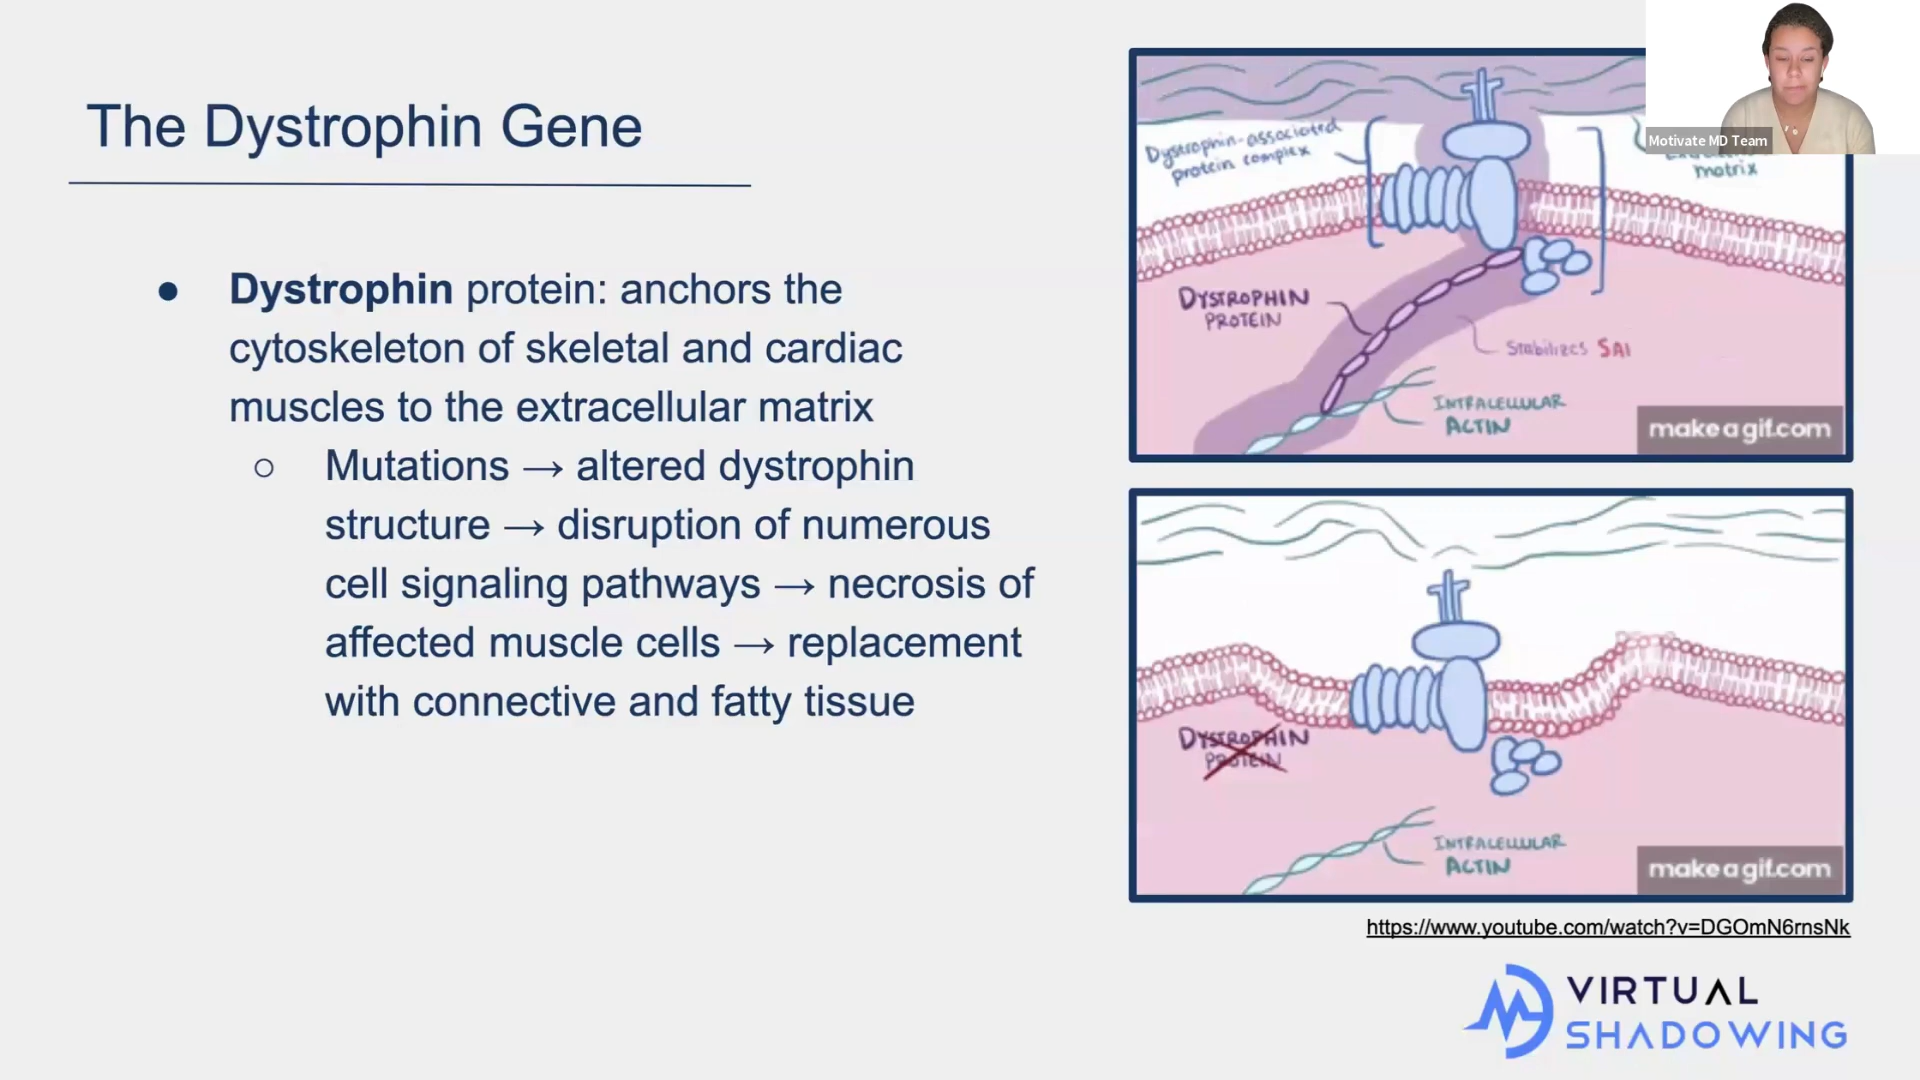 The Dystrophin Gene
● Dystrophin protein: anchors the
cytoskeleton of skeletal and cardiac
muscles to the extracellular matrix
○ Mutations → altered dystrophin
structure → disruption of numerous
cell signaling pathways → necrosis of
affected muscle cells → replacement
with connective and fatty tissue
Motivate MD Team
Dystrophin-associated
protein complex
matrix
DYSTROPHIN
PROTEIN
Stabilizes SAI
INTRALELLULAR
ACTIN
makeagif.com
DYSTROPHIN
PROTEIN
INTRALELLULAR
ACTIN
makeagif.com
https://www.youtube.com/watch?v=DGOmN6rnsNk
VIRTUAL
SHADOWING